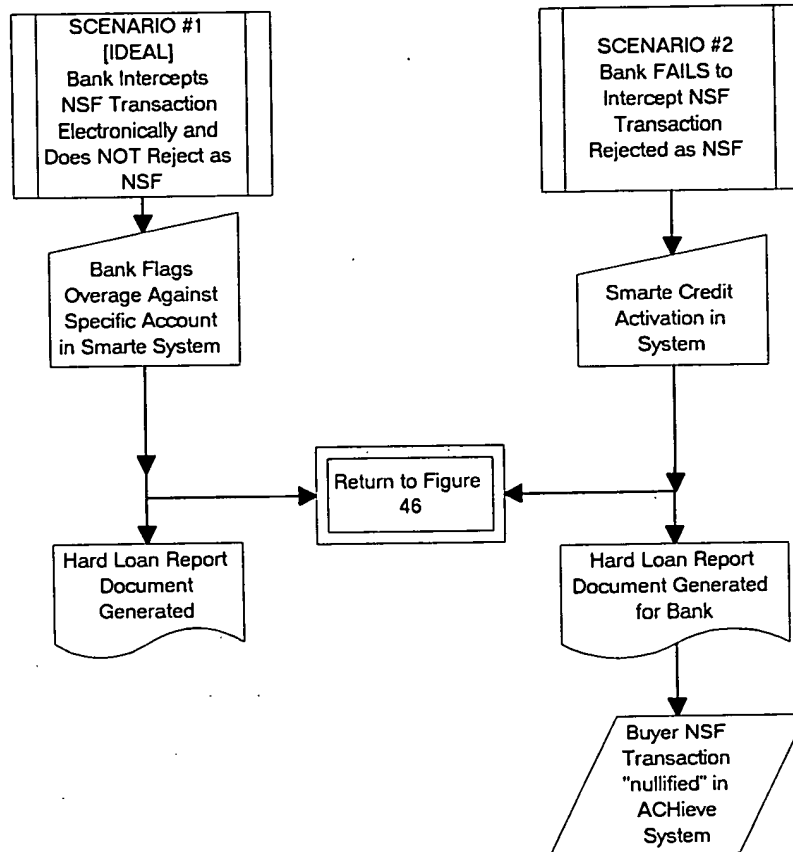 SCENARIO #1
[IDEAL]
Bank Intercepts
NSF Transaction
Electronically and
Does NOT Reject as
NSF
SCENARIO #2
Bank FAILS to
Intercept NSF
Transaction
Rejected as NSF
Bank Flags
Overage Against
Specific Account
in Smarte System
Smarte Credit
Activation in
System
Return to Figure
46
Hard Loan Report
Document
Generated
Hard Loan Report
Document Generated
for Bank
Buyer NSF
Transaction
"nullified" in
ACHieve
System